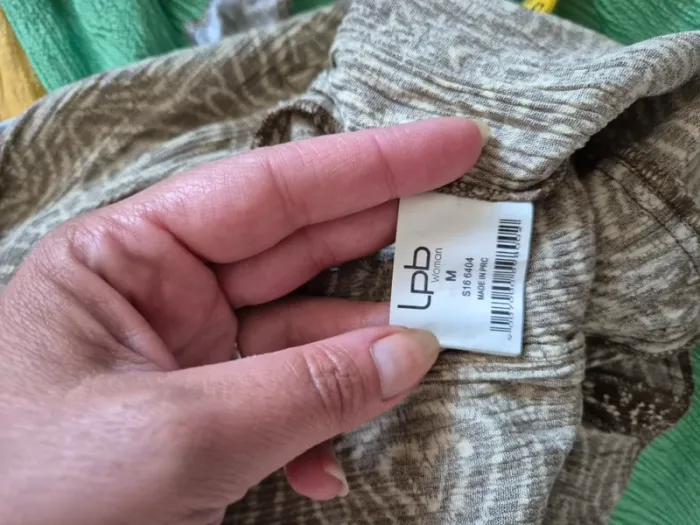 lpb
woman
M
S16 6404
MADE IN PRC